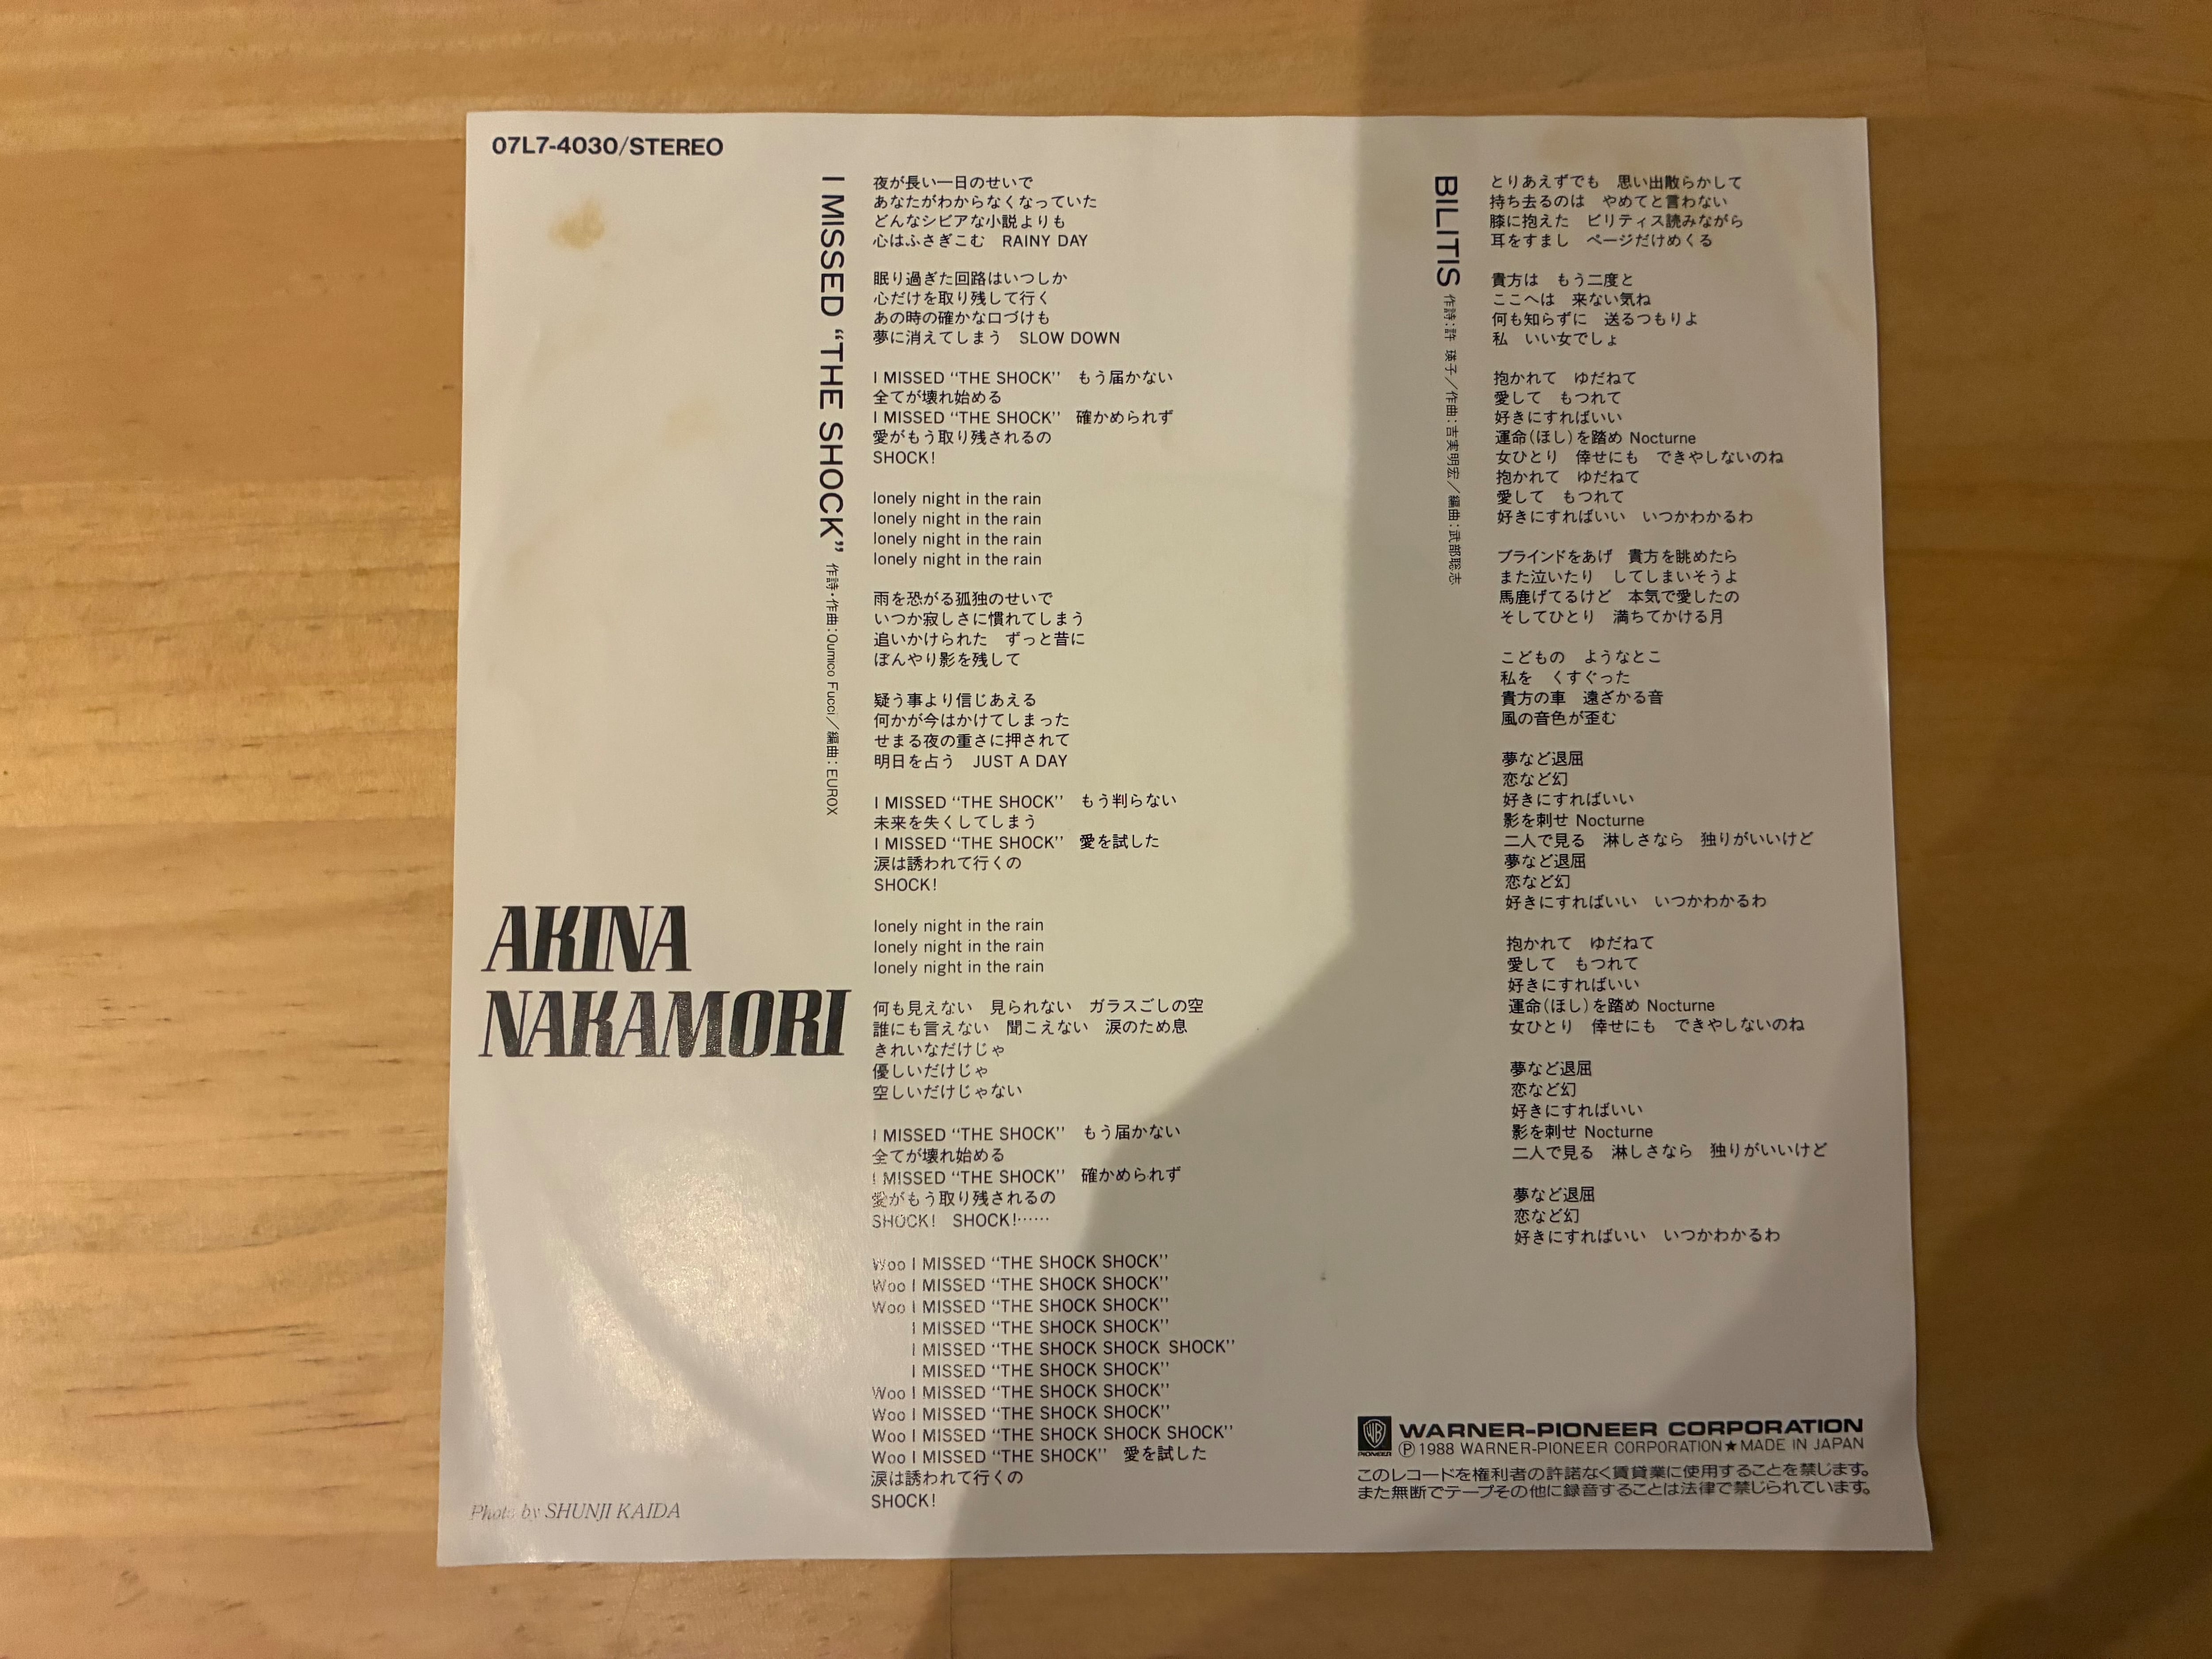 07L7-4030/STEREO
I MISSED “THE SHOCK” 作詩・作曲：Qumico Fucci／編曲：EUROX
夜が長い一日のせいで
あなたがわからなくなっていた
どんなシビアな小説よりも
心はふさぎこむ　RAINY DAY
眠り過ぎた回路はいつしか
心だけを取り残して行く
あの時の確かな口づけも
夢に消えてしまう　SLOW DOWN
I MISSED “THE SHOCK”　もう届かない
全てが壊れ始める
I MISSED “THE SHOCK”　確かめられず
愛がもう取り残されるの
SHOCK!
lonely night in the rain
lonely night in the rain
lonely night in the rain
lonely night in the rain
雨を恐がる孤独のせいで
いつか寂しさに慣れてしまう
追いかけられた　ずっと昔に
ぼんやり影を残して
疑う事より信じあえる
何かが今はかけてしまった
せまる夜の重さに押されて
明日を占う　JUST A DAY
I MISSED “THE SHOCK”　もう判らない
未来を失くしてしまう
I MISSED “THE SHOCK”　愛を試した
涙は誘われて行くの
SHOCK!
lonely night in the rain
lonely night in the rain
lonely night in the rain
何も見えない　見られない　ガラスごしの空
誰にも言えない　聞こえない　涙のため息
きれいなだけじゃ
優しいだけじゃ
空しいだけじゃない
I MISSED “THE SHOCK”　もう届かない
全てが壊れ始める
I MISSED “THE SHOCK”　確かめられず
愛がもう取り残されるの
SHOCK!　SHOCK!……
Woo I MISSED “THE SHOCK SHOCK”
Woo I MISSED “THE SHOCK SHOCK”
Woo I MISSED “THE SHOCK SHOCK”
I MISSED “THE SHOCK SHOCK”
I MISSED “THE SHOCK SHOCK SHOCK”
I MISSED “THE SHOCK SHOCK”
Woo I MISSED “THE SHOCK SHOCK”
Woo I MISSED “THE SHOCK SHOCK”
Woo I MISSED “THE SHOCK SHOCK SHOCK”
Woo I MISSED “THE SHOCK”　愛を試した
涙は誘われて行くの
SHOCK!
BILITIS 作詩：許 瑛子／作曲：吉実明宏／編曲：武部聡志
とりあえずでも　思い出散らかして
持ち去るのは　やめてと言わない
膝に抱えた　ビリティス読みながら
耳をすまし　ページだけめくる
貴方は　もう二度と
ここへは　来ない気ね
何も知らずに　送るつもりよ
私　いい女でしょ
抱かれて　ゆだねて
愛して　もつれて
好きにすればいい
運命(ほし)を踏め Nocturne
女ひとり　倖せにも　できやしないのね
抱かれて　ゆだねて
愛して　もつれて
好きにすればいい　いつかわかるわ
ブラインドをあげ　貴方を眺めたら
また泣いたり　してしまいそうよ
馬鹿げてるけど　本気で愛したの
そしてひとり　満ちてかける月
こどもの　ようなとこ
私を　くすぐった
貴方の車　遠ざかる音
風の音色が歪む
夢など退屈
恋など幻
好きにすればいい
影を刺せ Nocturne
二人で見る　淋しさなら　独りがいいけど
夢など退屈
恋など幻
好きにすればいい　いつかわかるわ
抱かれて　ゆだねて
愛して　もつれて
好きにすればいい
運命(ほし)を踏め Nocturne
女ひとり　倖せにも　できやしないのね
夢など退屈
恋など幻
好きにすればいい
影を刺せ Nocturne
二人で見る　淋しさなら　独りがいいけど
夢など退屈
恋など幻
好きにすればいい　いつかわかるわ
AKINA
NAKAMORI
Photo by SHUNJI KAIDA
PIONEER
WARNER-PIONEER CORPORATION
Ⓟ1988 WARNER-PIONEER CORPORATION★MADE IN JAPAN
このレコードを権利者の許諾なく賃貸業に使用することを禁じます。
また無断でテープその他に録音することは法律で禁じられています。